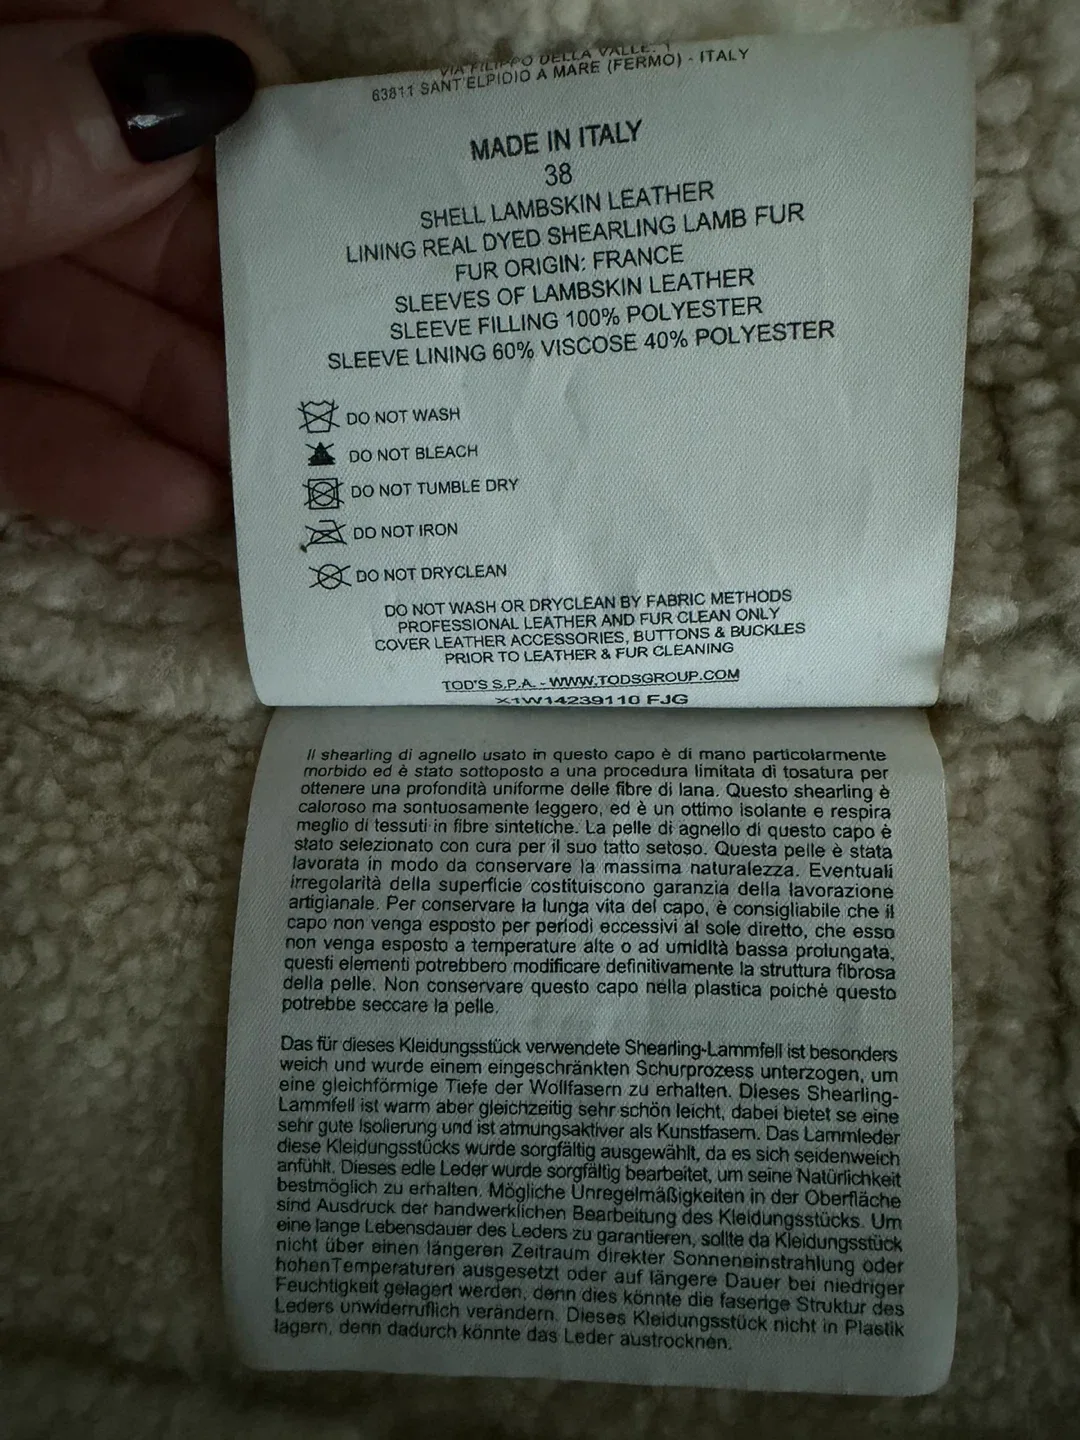 VIA FILIPPO DELLA VALLE, 1
63811 SANT'ELPIDIO A MARE (FERMO) - ITALY
MADE IN ITALY
38
SHELL LAMBSKIN LEATHER
LINING REAL DYED SHEARLING LAMB FUR
FUR ORIGIN: FRANCE
SLEEVES OF LAMBSKIN LEATHER
SLEEVE FILLING 100% POLYESTER
SLEEVE LINING 60% VISCOSE 40% POLYESTER
DO NOT WASH
DO NOT BLEACH
DO NOT TUMBLE DRY
DO NOT IRON
DO NOT DRYCLEAN
DO NOT WASH OR DRYCLEAN BY FABRIC METHODS
PROFESSIONAL LEATHER AND FUR CLEAN ONLY
COVER LEATHER ACCESSORIES, BUTTONS & BUCKLES
PRIOR TO LEATHER & FUR CLEANING
TOD'S S.P.A. - WWW.TODSGROUP.COM
X1W14239110 FJG
Il shearling di agnello usato in questo capo è di mano particolarmente
morbido ed è stato sottoposto a una procedura limitata di tosatura per
ottenere una profondità uniforme delle fibre di lana. Questo shearling è
caloroso ma sontuosamente leggero, ed è un ottimo isolante e respira
meglio di tessuti in fibre sintetiche. La pelle di agnello di questo capo è
stato selezionato con cura per il suo tatto setoso. Questa pelle è stata
lavorata in modo da conservare la massima naturalezza. Eventuali
irregolarità della superficie costituiscono garanzia della lavorazione
artigianale. Per conservare la lunga vita del capo, è consigliabile che il
capo non venga esposto per periodi eccessivi al sole diretto, che esso
non venga esposto a temperature alte o ad umidità bassa prolungata,
questi elementi potrebbero modificare definitivamente la struttura fibrosa
della pelle. Non conservare questo capo nella plastica poiché questo
potrebbe seccare la pelle.
Das für dieses Kleidungsstück verwendete Shearling-Lammfell ist besonders
weich und wurde einem eingeschränkten Schurprozess unterzogen, um
eine gleichförmige Tiefe der Wollfasern zu erhalten. Dieses Shearling-
Lammfell ist warm aber gleichzeitig sehr schön leicht, dabei bietet se eine
sehr gute Isolierung und ist atmungsaktiver als Kunstfasern. Das Lammleder
diese Kleidungsstücks wurde sorgfältig ausgewählt, da es sich seidenweich
anfühlt. Dieses edle Leder wurde sorgfältig bearbeitet, um seine Natürlichkeit
bestmöglich zu erhalten. Mögliche Unregelmäßigkeiten in der Oberfläche
sind Ausdruck der handwerklichen Bearbeitung des Kleidungsstücks. Um
eine lange Lebensdauer des Leders zu garantieren, sollte da Kleidungsstück
nicht über einen längeren Zeitraum direkter Sonneneinstrahlung oder
hohenTemperaturen ausgesetzt oder auf längere Dauer bei niedriger
Feuchtigkeit gelagert werden, denn dies könnte die faserige Struktur des
Leders unwiderruflich verändern. Dieses Kleidungsstück nicht in Plastik
lagern, denn dadurch könnte das Leder austrocknen.